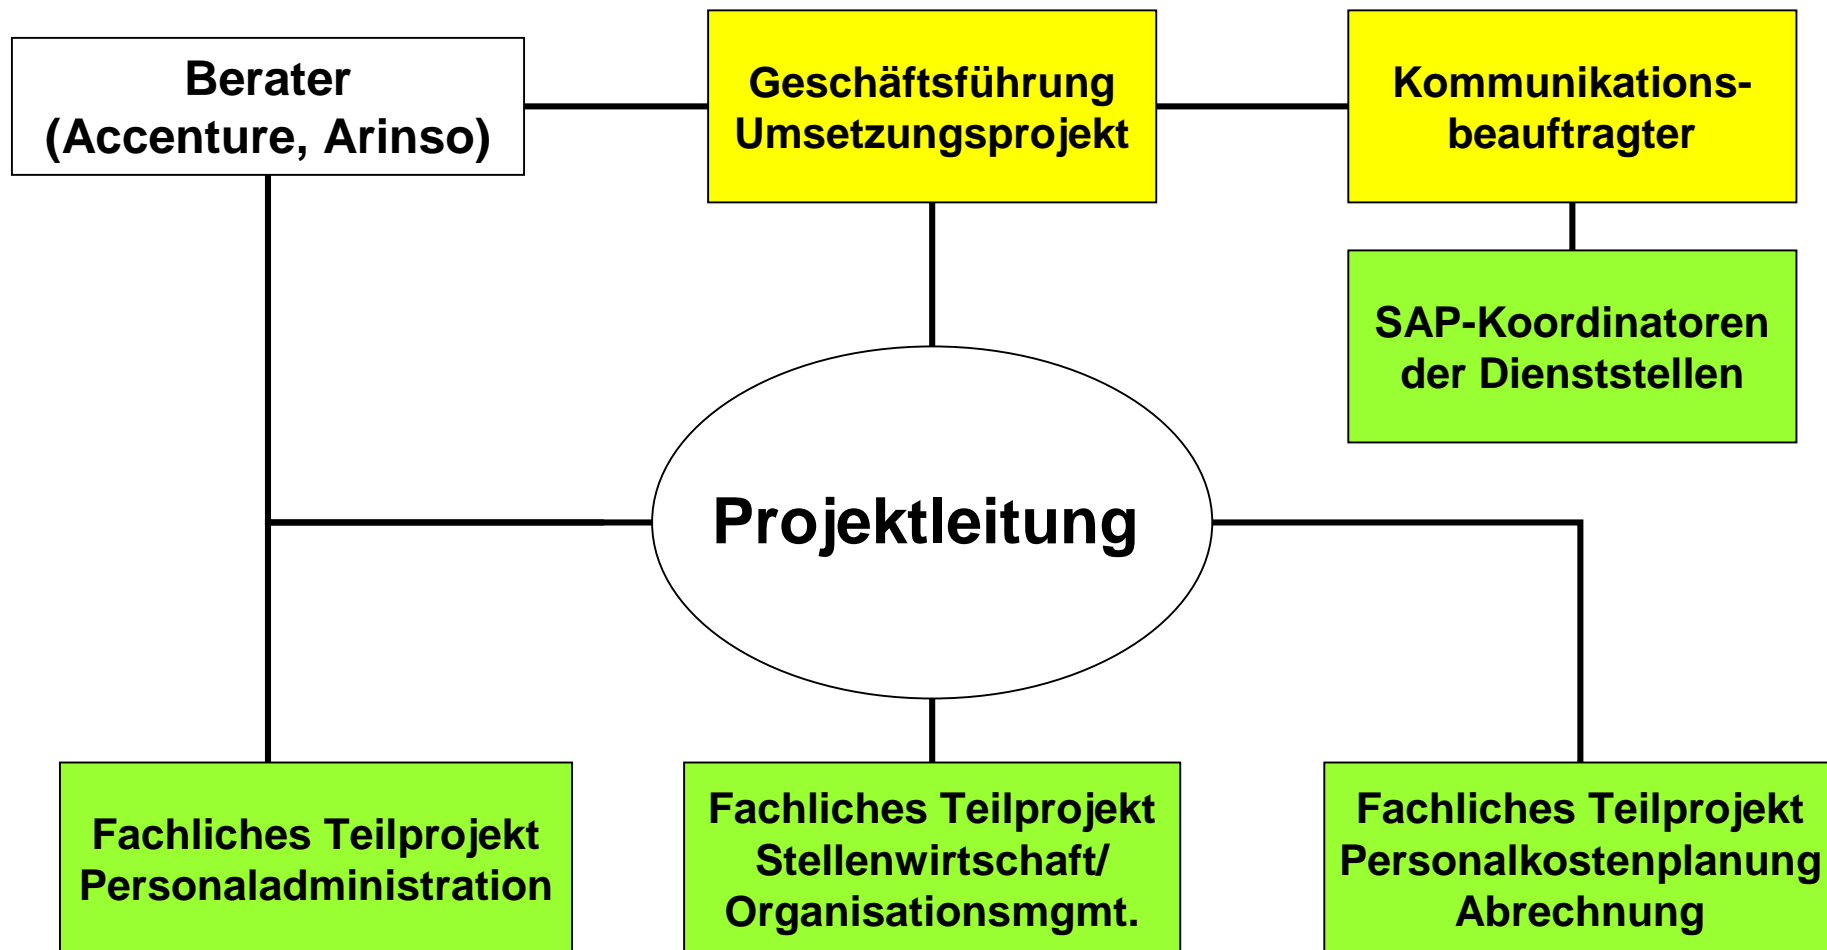 Berater
(Accenture, Arinso)
Geschäftsführung
Umsetzungsprojekt
Kommunikations-
beauftragter
SAP-Koordinatoren
der Dienststellen
Projektleitung
Fachliches Teilprojekt
Personaladministration
Fachliches Teilprojekt
Stellenwirtschaft/
Organisationsmgmt.
Fachliches Teilprojekt
Personalkostenplanung
Abrechnung